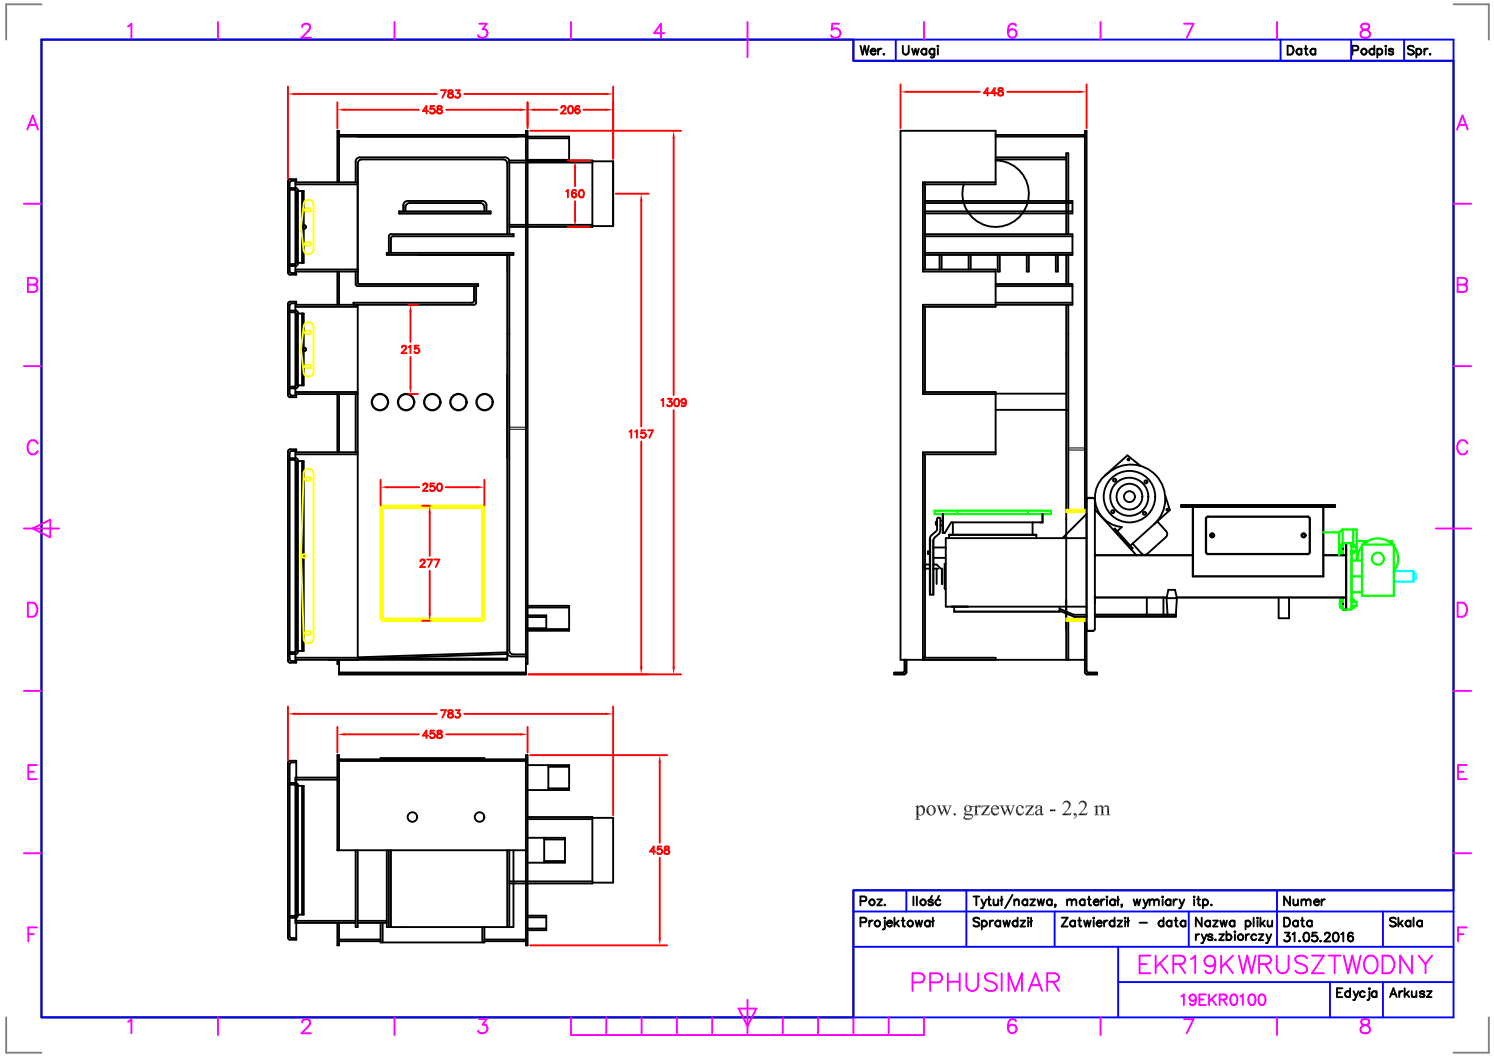 1 2 3 4 5 6 7 8
Wer. Uwagi Data Podpis Spr.
783
458 206
448
A A
160
B B
215
1309
1157
C C
250
277
D D
783
458
E E
pow. grzewcza - 2,2 m
458
Poz. Ilość Tytuł/nazwa, materiał, wymiary itp. Numer
Projektował Sprawdził Zatwierdził - data Nazwa pliku Data Skala
rys.zbiorczy 31.05.2016
F F
EKR19KWRUSZTWODNY
PPHUSIMAR
19EKR0100 Edycja Arkusz
1 2 3 6 7 8